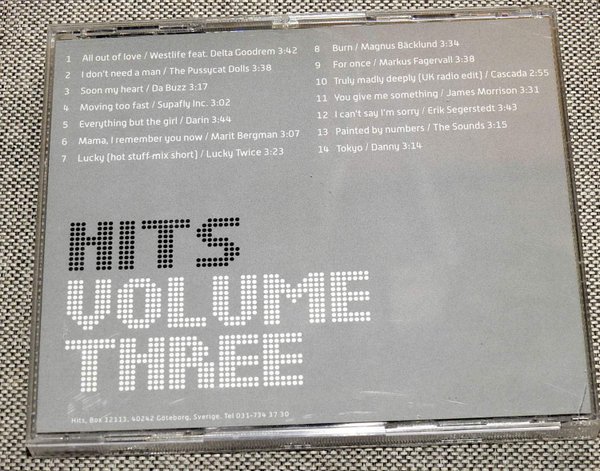 1 All out of love / Westlife feat. Delta Goodrem 3:42
2 I don't need a man / The Pussycat Dolls 3:38
3 Soon my heart / Da Buzz 3:17
4 Moving too fast / Supafly Inc. 3:02
5 Everything but the girl / Darin 3:44
6 Mama, I remember you now / Marit Bergman 3:07
7 Lucky (hot stuff-mix short) / Lucky Twice 3:23
8 Burn / Magnus Bäcklund 3:34
9 For once / Markus Fagervall 3:38
10 Truly madly deeply (UK radio edit) / Cascada 2:55
11 You give me something / James Morrison 3:31
12 I can't say I'm sorry / Erik Segerstedt 3:43
13 Painted by numbers / The Sounds 3:15
14 Tokyo / Danny 3:14
HITS
VOLUME
THREE
Hits, Box 12113, 40242 Göteborg, Sverige. Tel 031-734 37 30